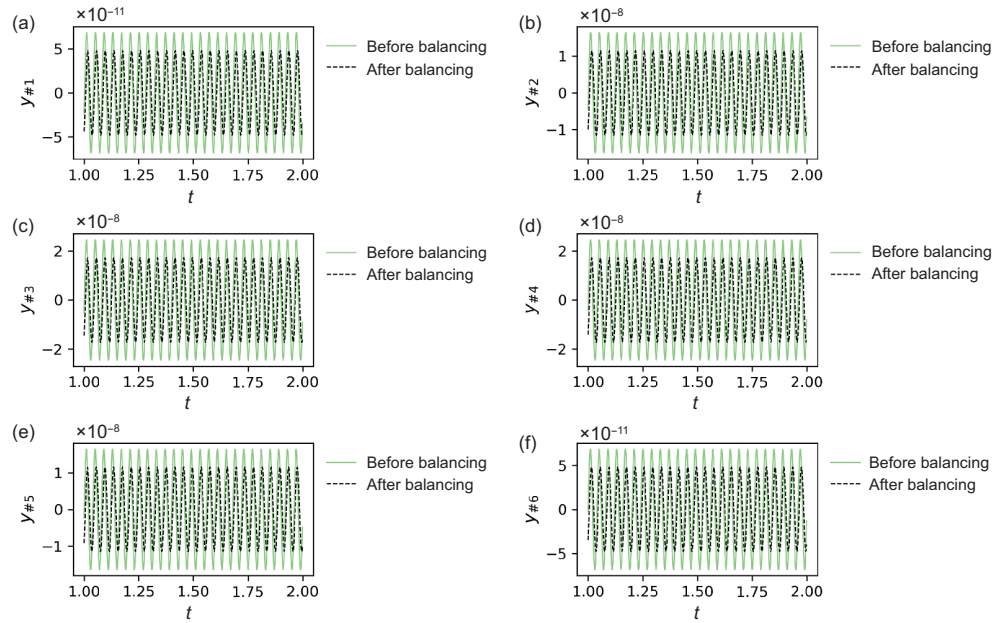 (a)
×10⁻¹¹
5
0
−5
y#1
1.00 1.25 1.50 1.75 2.00
t
Before balancing
After balancing
(b)
×10⁻⁸
1
0
−1
y#2
1.00 1.25 1.50 1.75 2.00
t
Before balancing
After balancing
(c)
×10⁻⁸
2
0
−2
y#3
1.00 1.25 1.50 1.75 2.00
t
Before balancing
After balancing
(d)
×10⁻⁸
2
0
−2
y#4
1.00 1.25 1.50 1.75 2.00
t
Before balancing
After balancing
(e)
×10⁻⁸
1
0
−1
y#5
1.00 1.25 1.50 1.75 2.00
t
Before balancing
After balancing
(f)
×10⁻¹¹
5
0
−5
y#6
1.00 1.25 1.50 1.75 2.00
t
Before balancing
After balancing